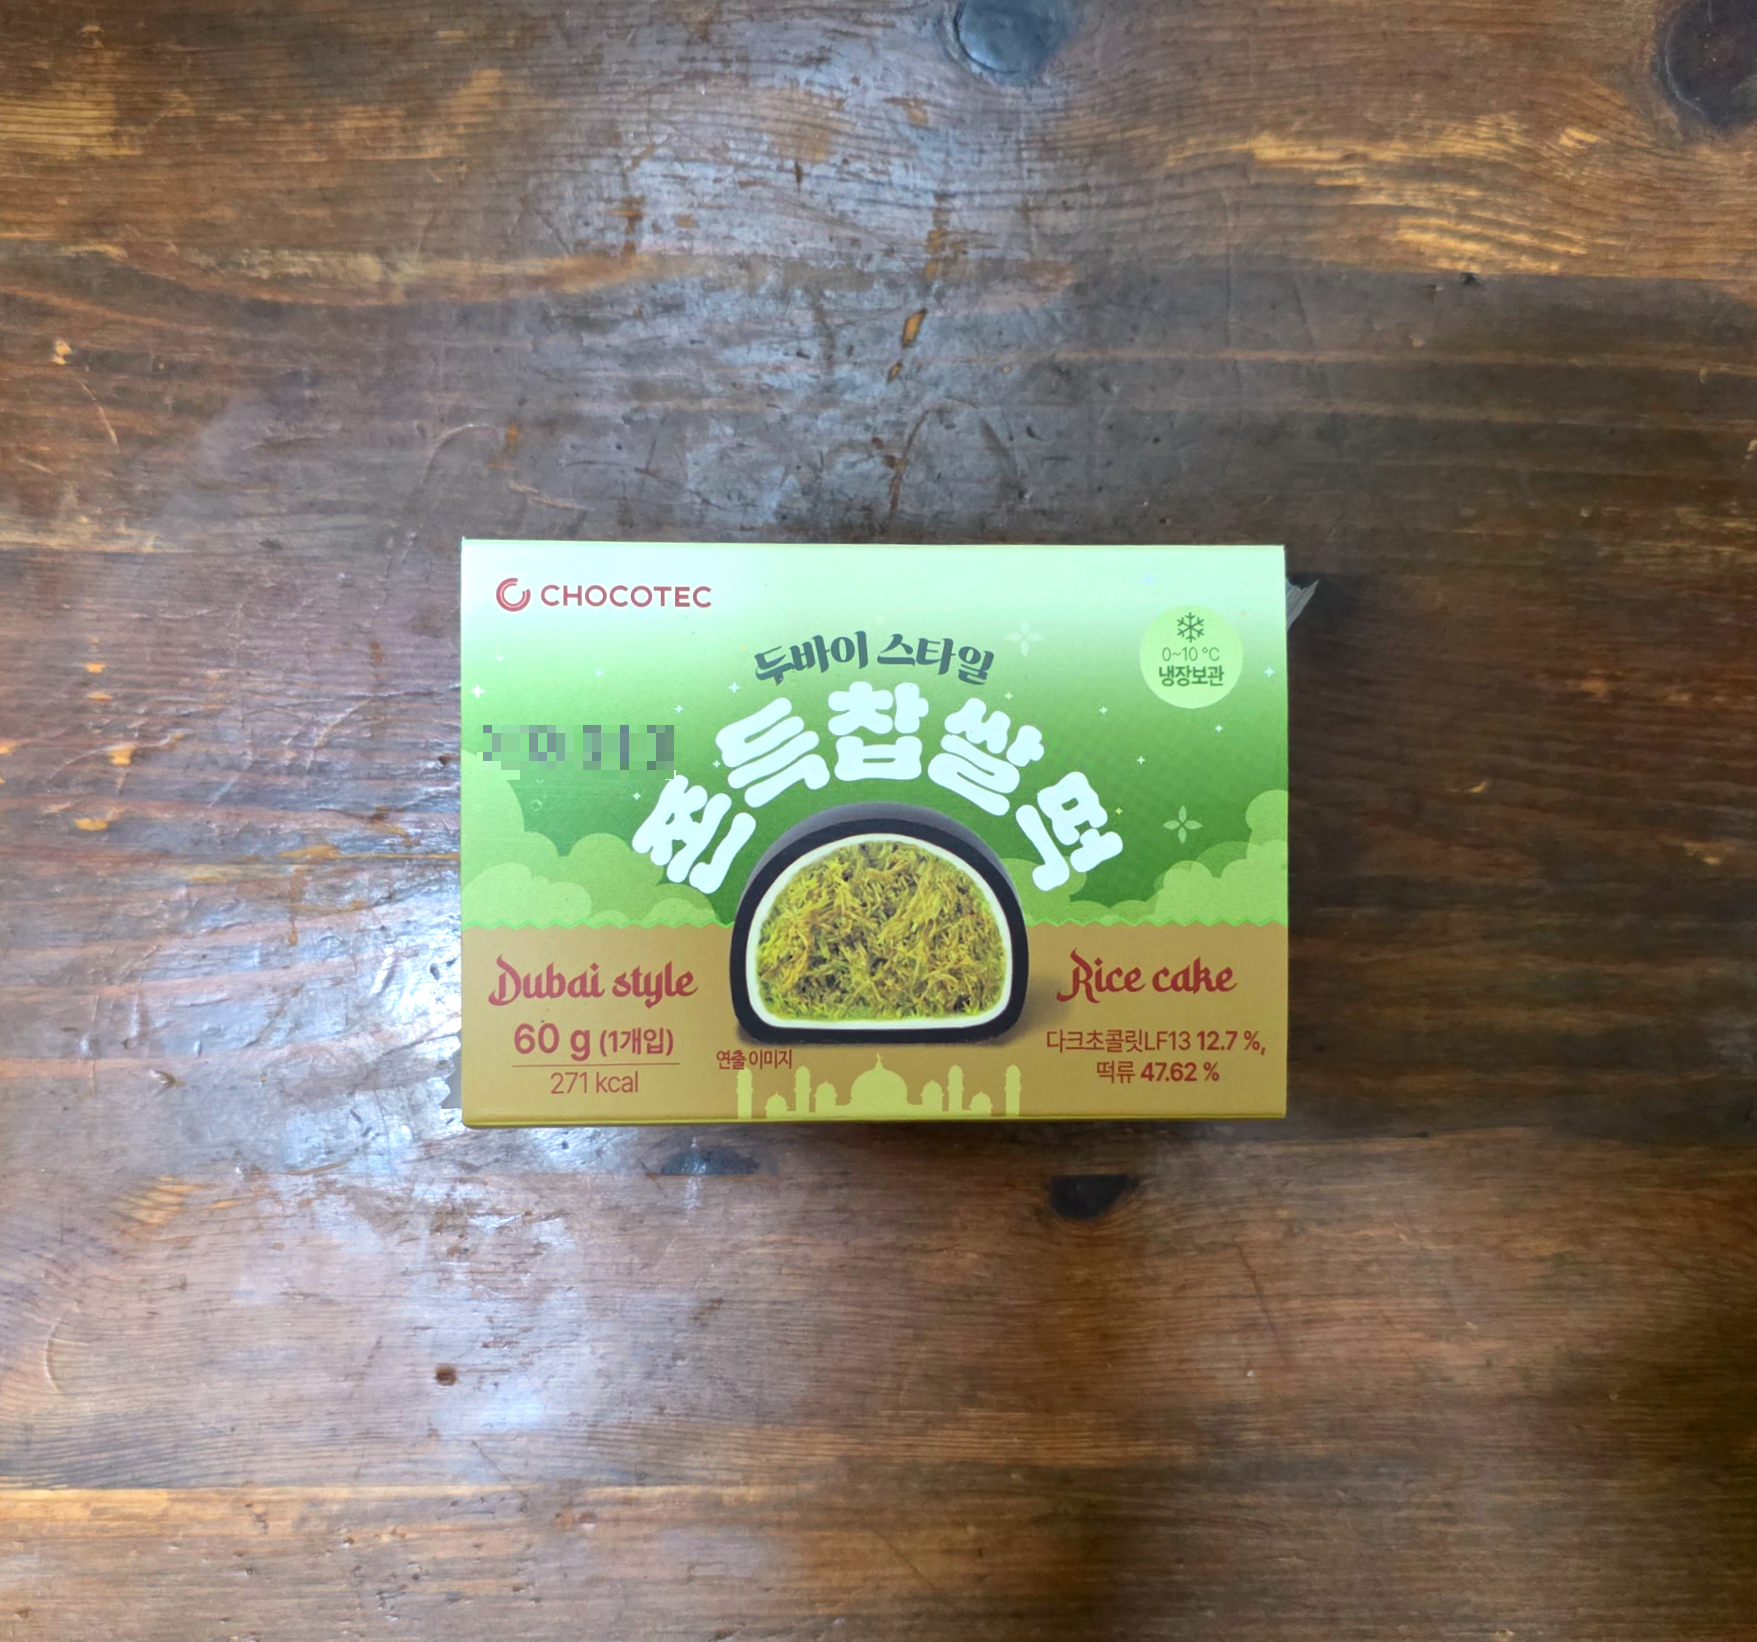 CHOCOTEC
0~10 °C
냉장보관
두바이 스타일
쫀득찹쌀떡
Dubai style
Rice cake
60 g (1개입)
271 kcal
연출 이미지
다크초콜릿LF13 12.7 %,
떡류 47.62 %